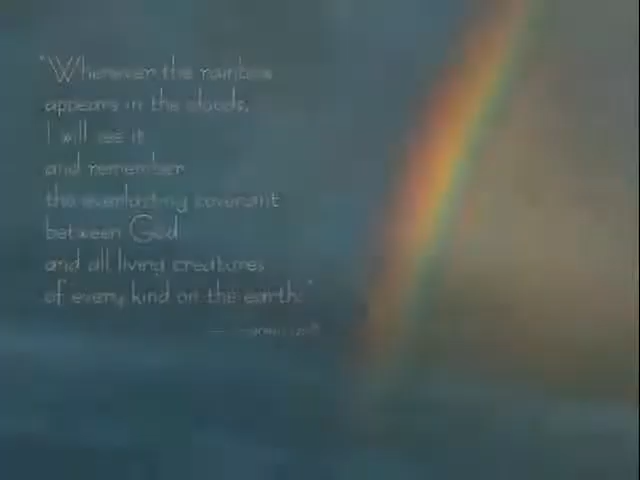 "Whenever the rainbow
appears in the clouds,
I will see it
and remember
the everlasting covenant
between God
and all living creatures
of every kind on the earth."